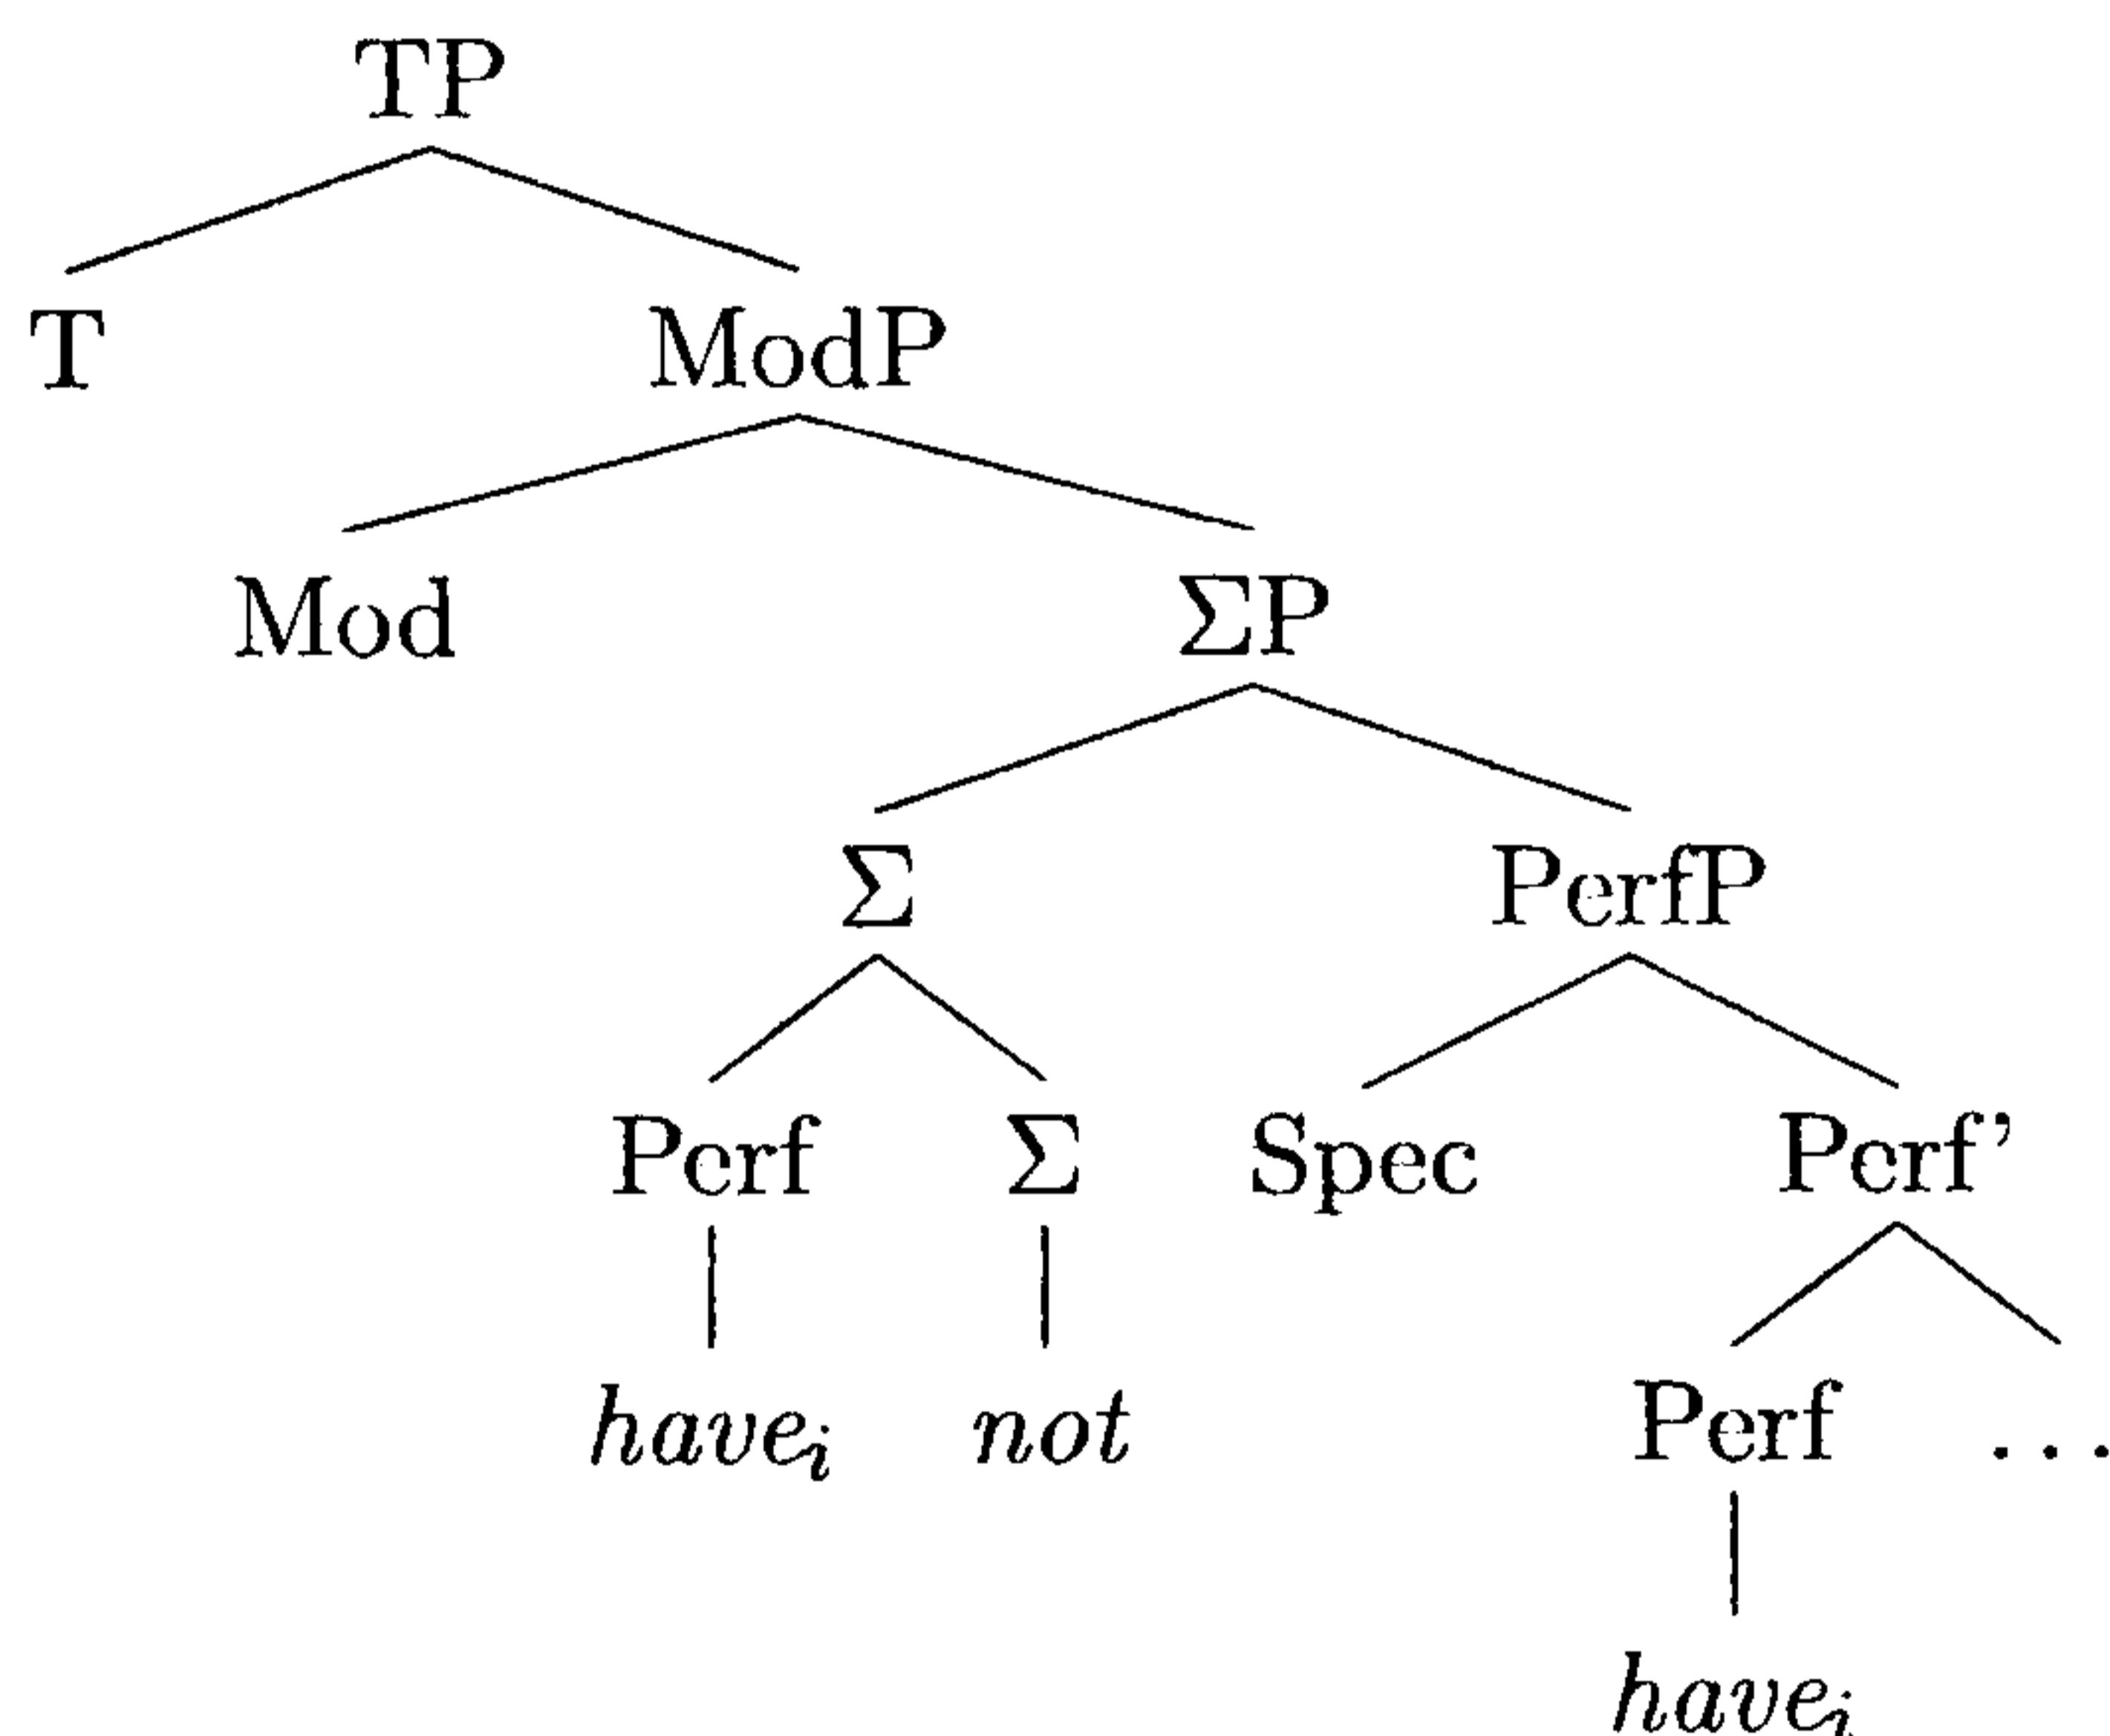 TP
T ModP
Mod ΣP
Σ PerfP
Perf Σ Spec Perf’
have_i not Perf ...
have_i